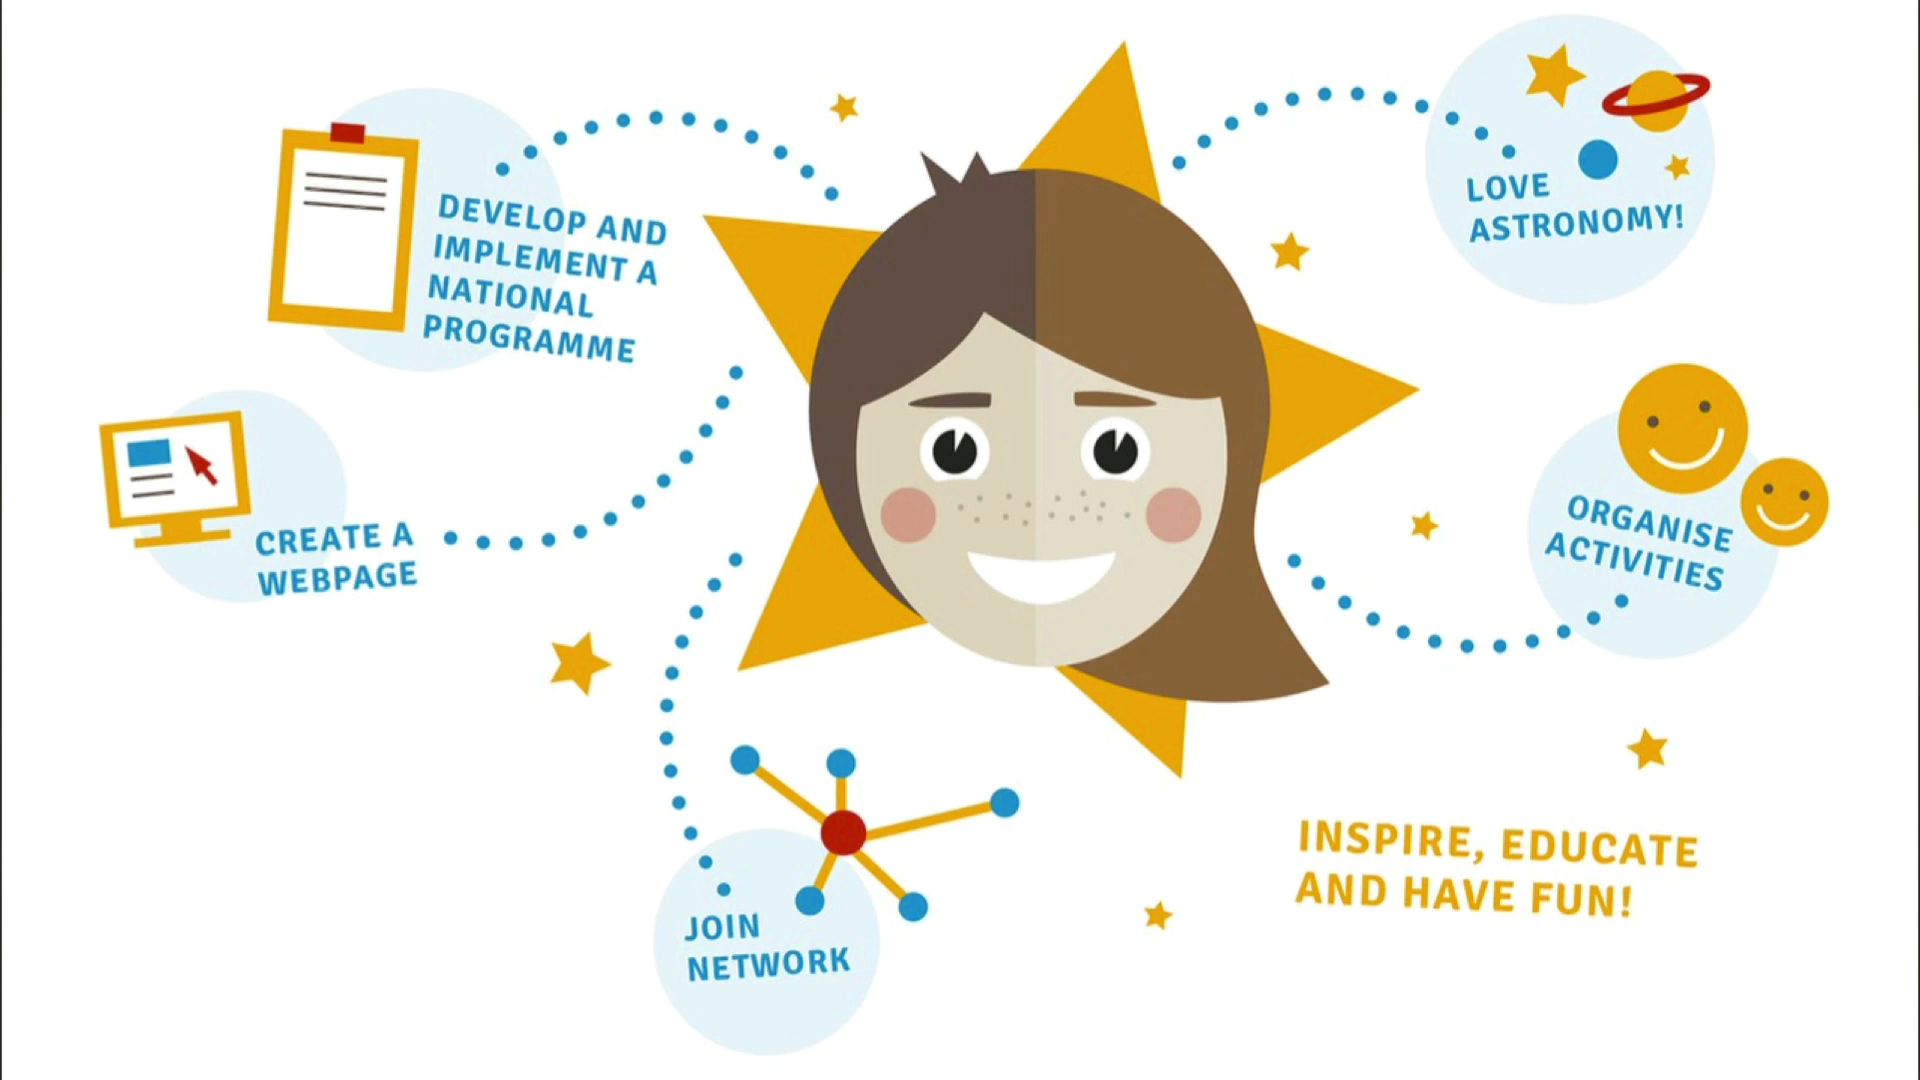 DEVELOP AND
IMPLEMENT A
NATIONAL
PROGRAMME
LOVE
ASTRONOMY!
CREATE A
WEBPAGE
ORGANISE
ACTIVITIES
JOIN
NETWORK
INSPIRE, EDUCATE
AND HAVE FUN!